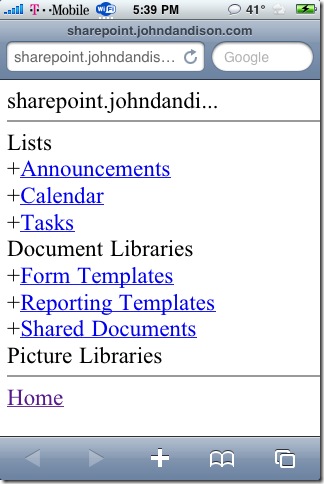 T··Mobile WiFi 5:39 PM 41°
sharepoint.johndandison.com
sharepoint.johndandis... Google
sharepoint.johndandi...
Lists
+Announcements
+Calendar
+Tasks
Document Libraries
+Form Templates
+Reporting Templates
+Shared Documents
Picture Libraries
Home